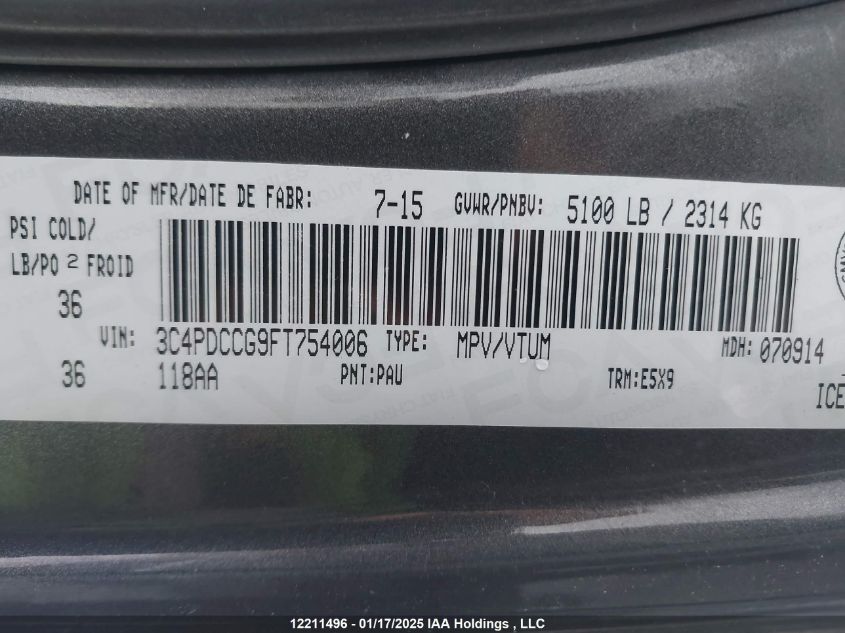 DATE OF MFR/DATE DE FABR: 7-15 GVWR/PNBV: 5100 LB / 2314 KG
PSI COLD/
LB/PO 2 FROID
36
VIN: 3C4PDCCG9FT754006 TYPE: MPV/VTUM MDH: 070914
36 118AA PNT:PAU TRM:E5X9
ICE
12211496 - 01/17/2025 IAA Holdings , LLC